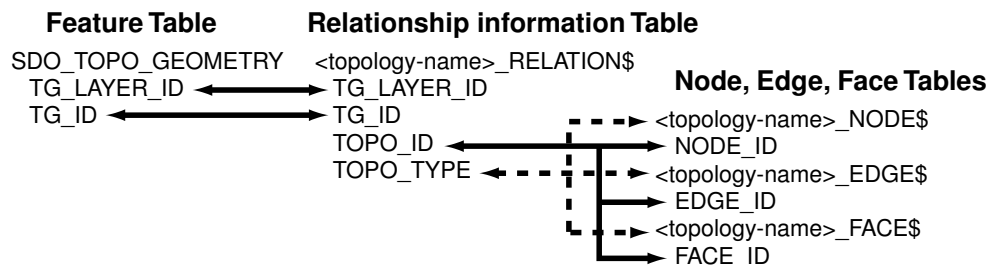 Feature Table
SDO_TOPO_GEOMETRY
TG_LAYER_ID
TG_ID
Relationship information Table
<topology-name>_RELATION$
TG_LAYER_ID
TG_ID
TOPO_ID
TOPO_TYPE
Node, Edge, Face Tables
<topology-name>_NODE$
NODE_ID
<topology-name>_EDGE$
EDGE_ID
<topology-name>_FACE$
FACE_ID